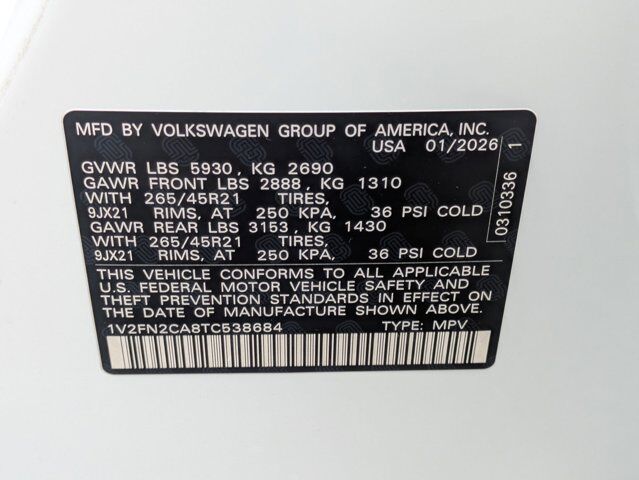 MFD BY VOLKSWAGEN GROUP OF AMERICA, INC.
USA 01/2026
GVWR LBS 5930, KG 2690
GAWR FRONT LBS 2888, KG 1310
WITH 265/45R21 TIRES,
9JX21 RIMS, AT 250 KPA, 36 PSI COLD
GAWR REAR LBS 3153, KG 1430
WITH 265/45R21 TIRES,
9JX21 RIMS, AT 250 KPA, 36 PSI COLD
THIS VEHICLE CONFORMS TO ALL APPLICABLE
U.S. FEDERAL MOTOR VEHICLE SAFETY AND
THEFT PREVENTION STANDARDS IN EFFECT ON
THE DATE OF MANUFACTURE SHOWN ABOVE.
1V2FN2CA8TC538684 TYPE: MPV
0310336 1